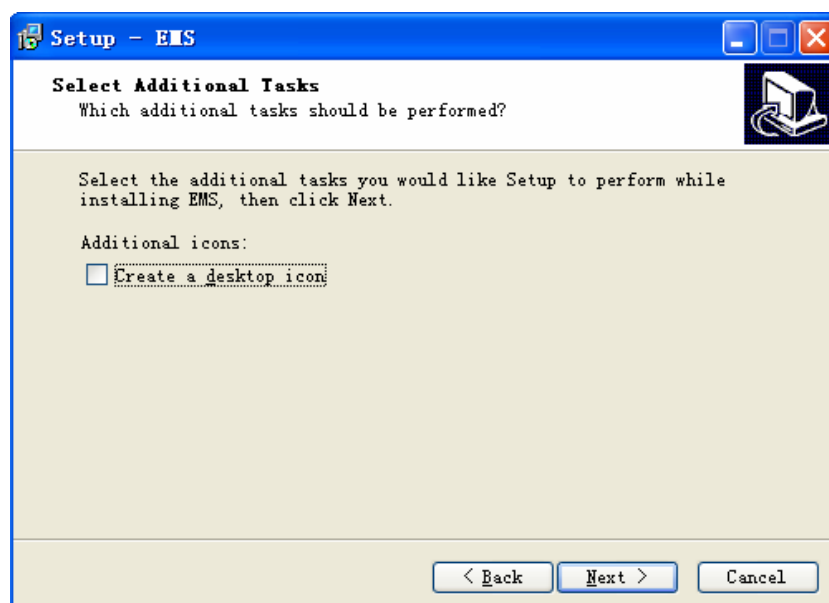 Setup - EMS
Select Additional Tasks
Which additional tasks should be performed?
Select the additional tasks you would like Setup to perform while
installing EMS, then click Next.
Additional icons:
Create a desktop icon
< Back
Next >
Cancel